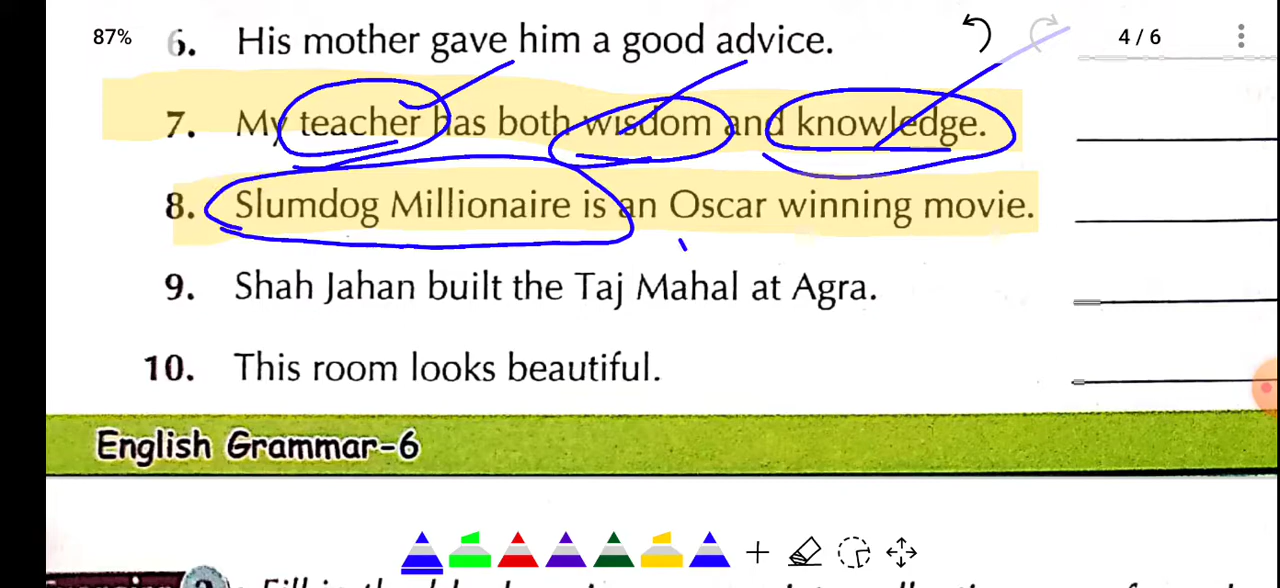 87%
6. His mother gave him a good advice.
4 / 6
7. My teacher has both wisdom and knowledge.
8. Slumdog Millionaire is an Oscar winning movie.
9. Shah Jahan built the Taj Mahal at Agra.
10. This room looks beautiful.
English Grammar-6